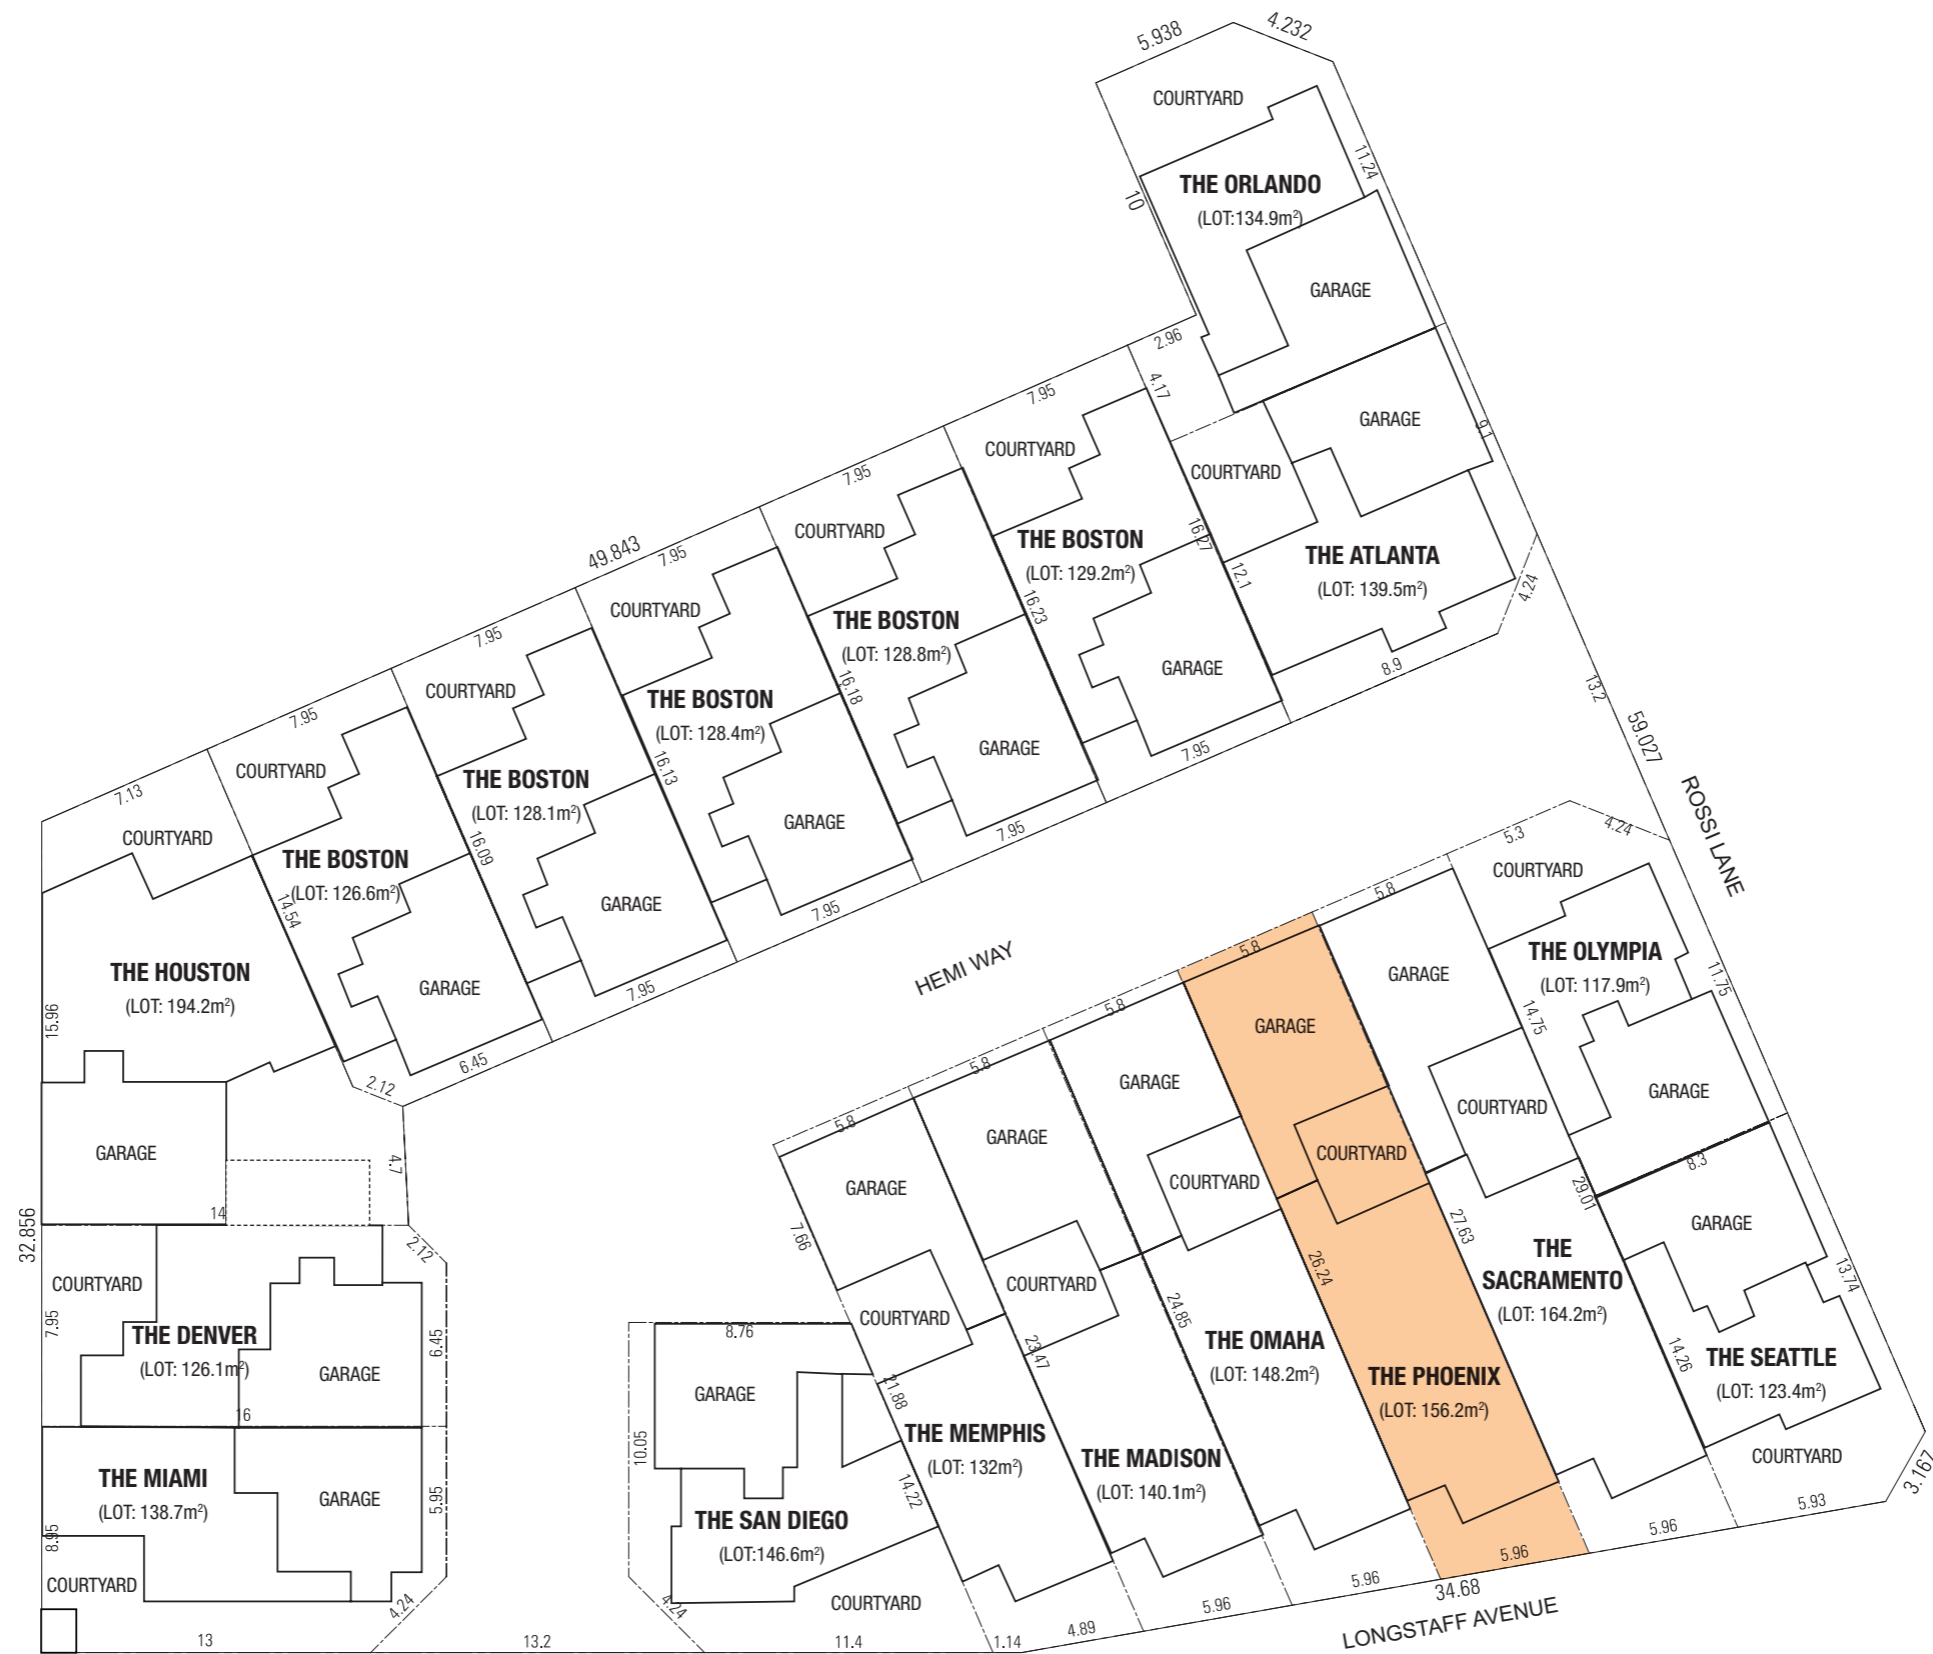 5.938
4.232
COURTYARD
THE ORLANDO
(LOT:134.9m²)
11.24
10
GARAGE
2.96
4.17
7.95
COURTYARD
THE BOSTON
(LOT: 129.2m²)
16.27
GARAGE
7.95
GARAGE
9.1
COURTYARD
THE ATLANTA
(LOT: 139.5m²)
12.1
4.24
8.9
7.95
COURTYARD
THE BOSTON
(LOT: 128.8m²)
16.23
GARAGE
7.95
49.843
7.95
COURTYARD
THE BOSTON
(LOT: 128.4m²)
16.18
GARAGE
7.95
7.95
COURTYARD
THE BOSTON
(LOT: 128.1m²)
16.13
GARAGE
7.95
7.95
COURTYARD
THE BOSTON
(LOT: 126.6m²)
16.09
14.54
GARAGE
6.45
7.13
COURTYARD
THE HOUSTON
(LOT: 194.2m²)
15.96
2.12
GARAGE
4.7
14
32.856
2.12
COURTYARD
7.95
THE DENVER
(LOT: 126.1m²)
GARAGE
6.45
16
THE MIAMI
(LOT: 138.7m²)
GARAGE
5.95
8.95
COURTYARD
4.24
13
13.2
HEMI WAY
13.2
59.027
ROSSI LANE
8.76
GARAGE
10.05
THE SAN DIEGO
(LOT:146.6m²)
COURTYARD
4.24
11.4
1.14
14.22
5.8
GARAGE
7.66
COURTYARD
21.88
THE MEMPHIS
(LOT: 132m²)
4.89
5.8
GARAGE
COURTYARD
23.47
THE MADISON
(LOT: 140.1m²)
5.96
5.8
GARAGE
COURTYARD
24.85
THE OMAHA
(LOT: 148.2m²)
5.96
5.8
GARAGE
COURTYARD
26.24
THE PHOENIX
(LOT: 156.2m²)
5.96
5.8
GARAGE
COURTYARD
27.63
THE
SACRAMENTO
(LOT: 164.2m²)
5.96
5.3
4.24
COURTYARD
THE OLYMPIA
(LOT: 117.9m²)
14.75
11.75
GARAGE
8.3
29.01
GARAGE
13.74
14.26
THE SEATTLE
(LOT: 123.4m²)
COURTYARD
5.93
3.167
34.68
LONGSTAFF AVENUE